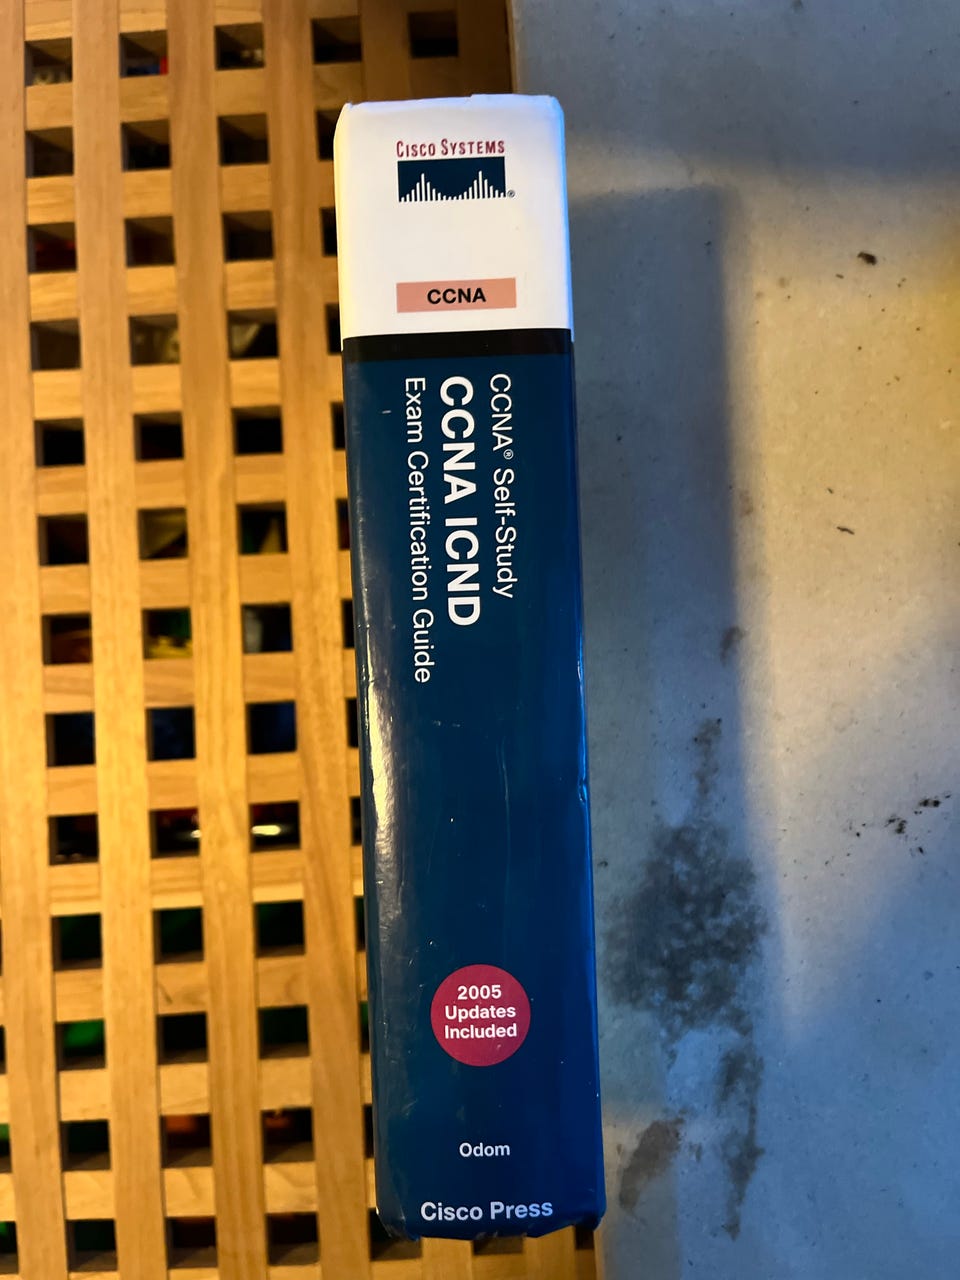 CISCO SYSTEMS
®
CCNA
CCNA® Self-Study
CCNA ICND
Exam Certification Guide
2005
Updates
Included
Odom
Cisco Press